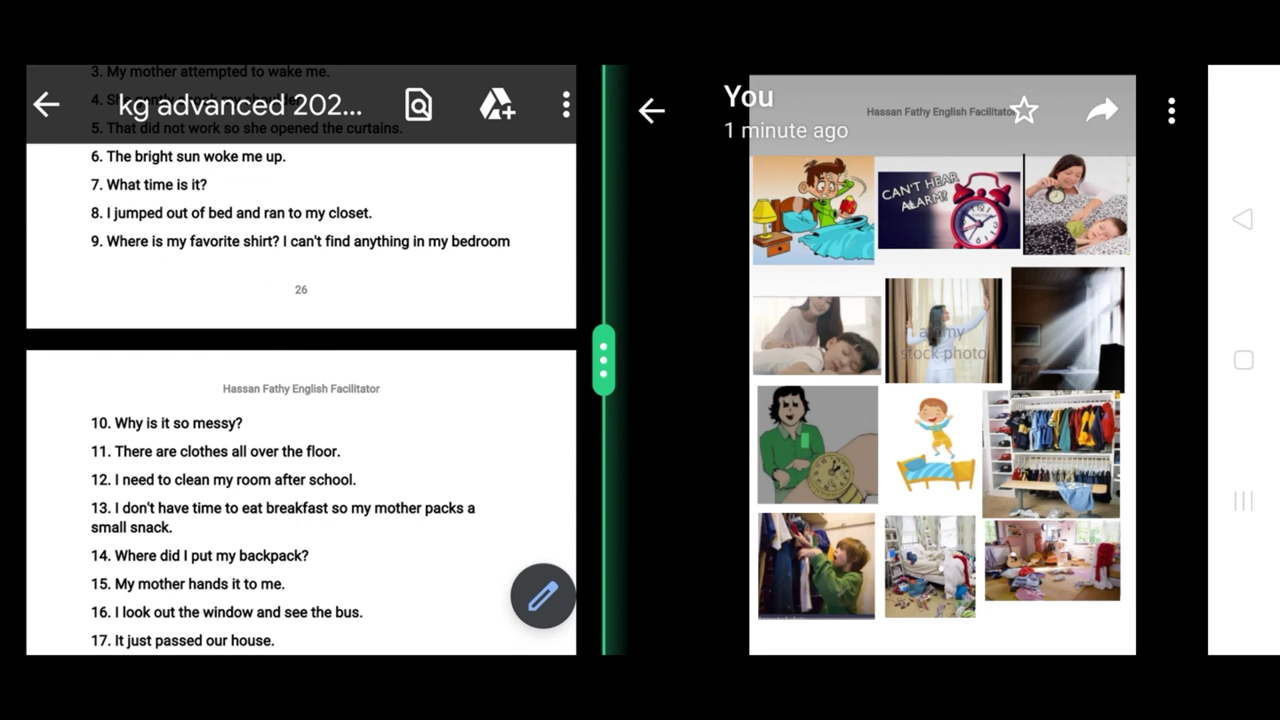 3. My mother attempted to wake me.
kg advanced 202...
5. That did not work so she opened the curtains.
6. The bright sun woke me up.
7. What time is it?
8. I jumped out of bed and ran to my closet.
9. Where is my favorite shirt? I can't find anything in my bedroom
26
Hassan Fathy English Facilitator
10. Why is it so messy?
11. There are clothes all over the floor.
12. I need to clean my room after school.
13. I don't have time to eat breakfast so my mother packs a
small snack.
14. Where did I put my backpack?
15. My mother hands it to me.
16. I look out the window and see the bus.
17. It just passed our house.
You
1 minute ago
Hassan Fathy English Facilitator
CAN'T HEAR
ALARM?
alamy
stock photo